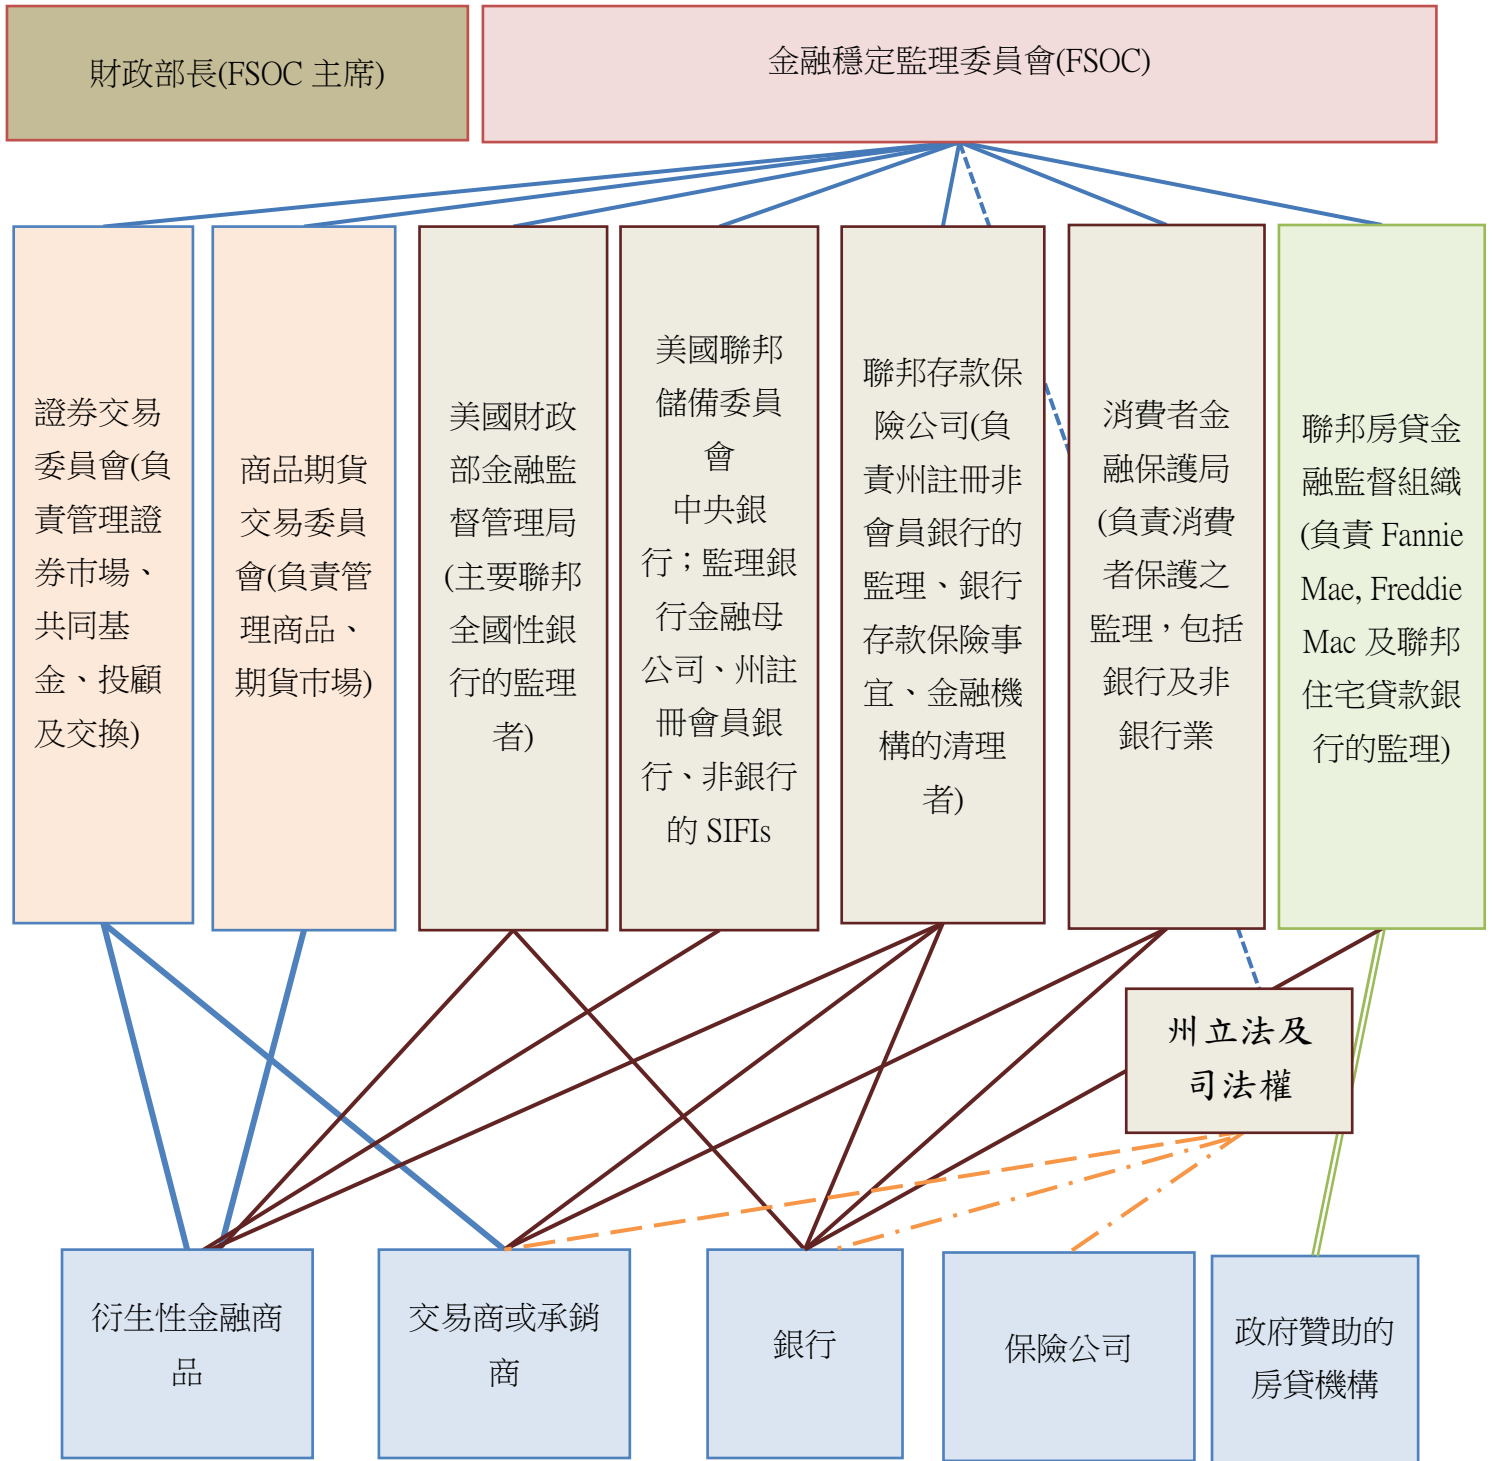 財政部長(FSOC 主席)
金融穩定監理委員會(FSOC)
證券交易
委員會(負
責管理證
券市場、
共同基
金、投顧
及交換)
商品期貨
交易委員
會(負責管
理商品、
期貨市場)
美國財政
部金融監
督管理局
(主要聯邦
全國性銀
行的監理
者)
美國聯邦
儲備委員
會
中央銀
行；監理銀
行金融母
公司、州註
冊會員銀
行、非銀行
的 SIFIs
聯邦存款保
險公司(負
責州註冊非
會員銀行的
監理、銀行
存款保險事
宜、金融機
構的清理
者)
消費者金
融保護局
(負責消費
者保護之
監理，包括
銀行及非
銀行業
聯邦房貸金
融監督組織
(負責 Fannie
Mae, Freddie
Mac 及聯邦
住宅貸款銀
行的監理)
州立法及
司法權
衍生性金融商
品
交易商或承銷
商
銀行
保險公司
政府贊助的
房貸機構